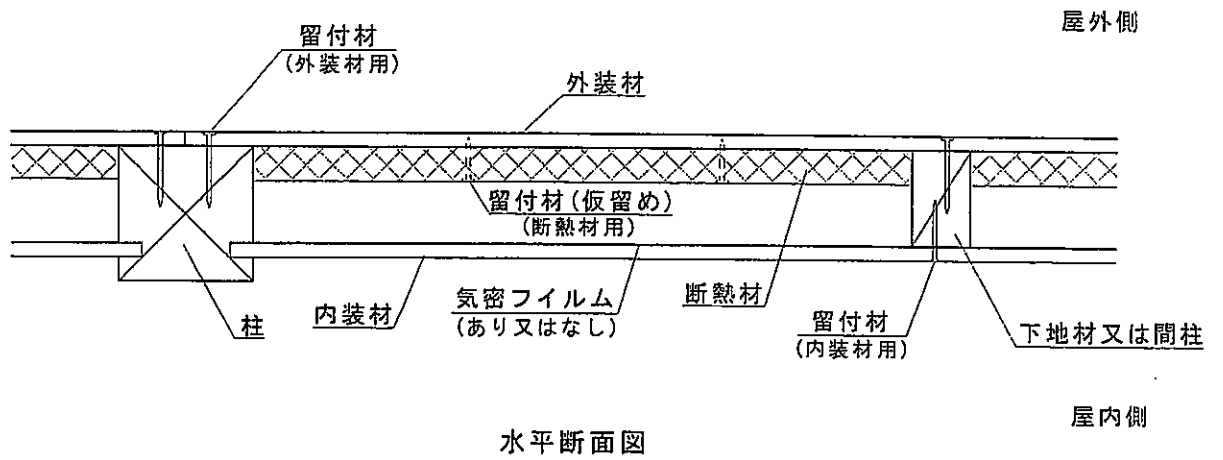 屋外側
留付材
(外装材用)
外装材
留付材(仮留め)
(断熱材用)
柱
内装材
気密フイルム
(あり又はなし)
断熱材
留付材
(内装材用)
下地材又は間柱
屋内側
水平断面図